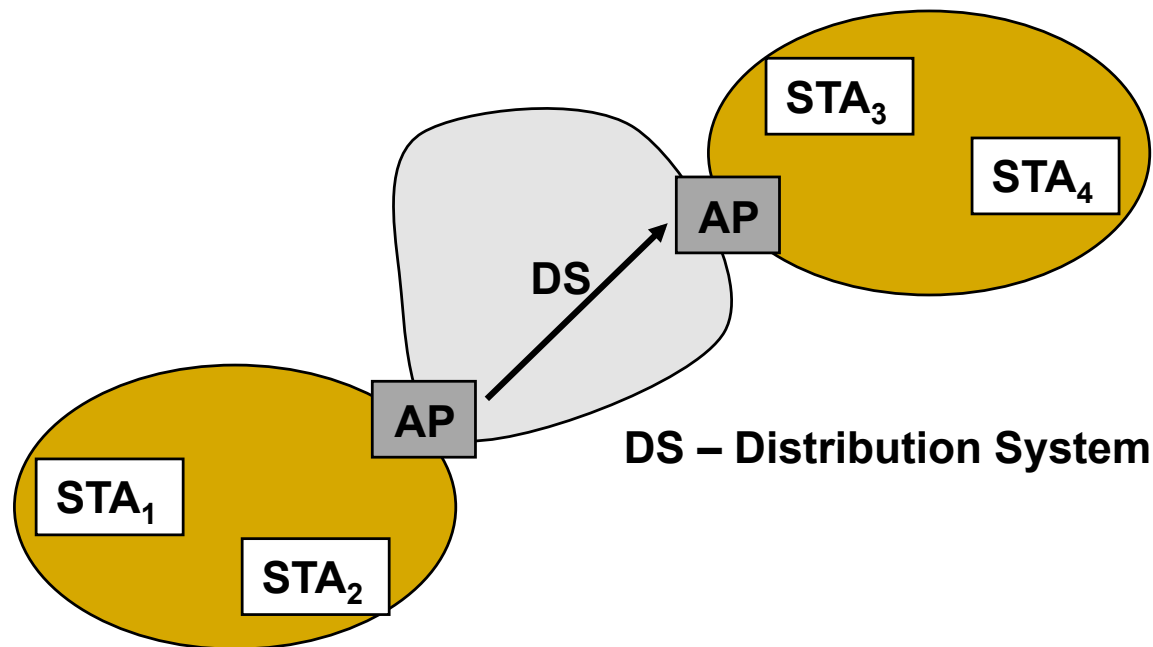 STA₃
STA₄
AP
DS
AP
DS – Distribution System
STA₁
STA₂